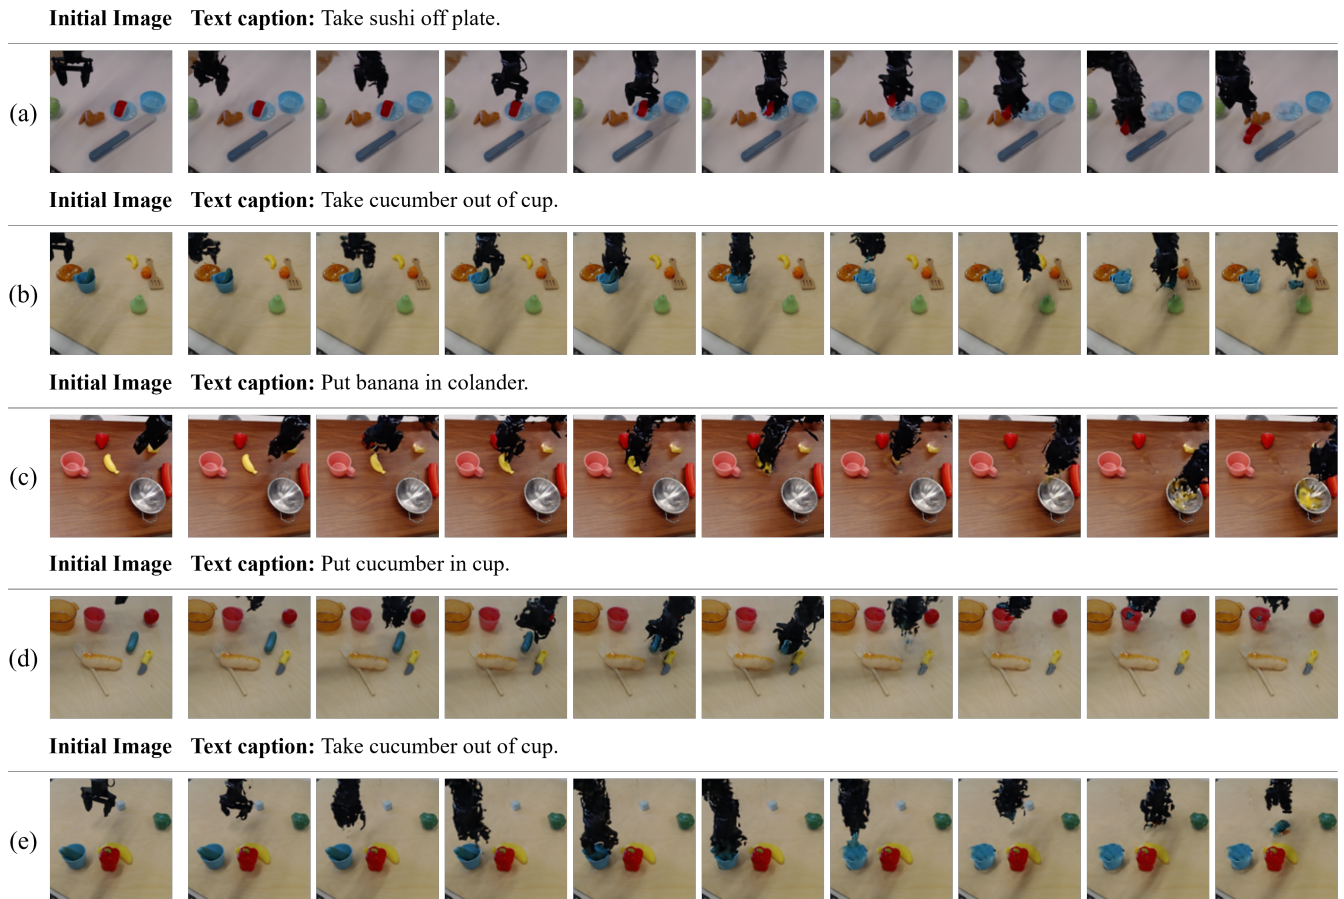 Initial Image Text caption: Take sushi off plate.
(a)
Initial Image Text caption: Take cucumber out of cup.
(b)
Initial Image Text caption: Put banana in colander.
(c)
Initial Image Text caption: Put cucumber in cup.
(d)
Initial Image Text caption: Take cucumber out of cup.
(e)